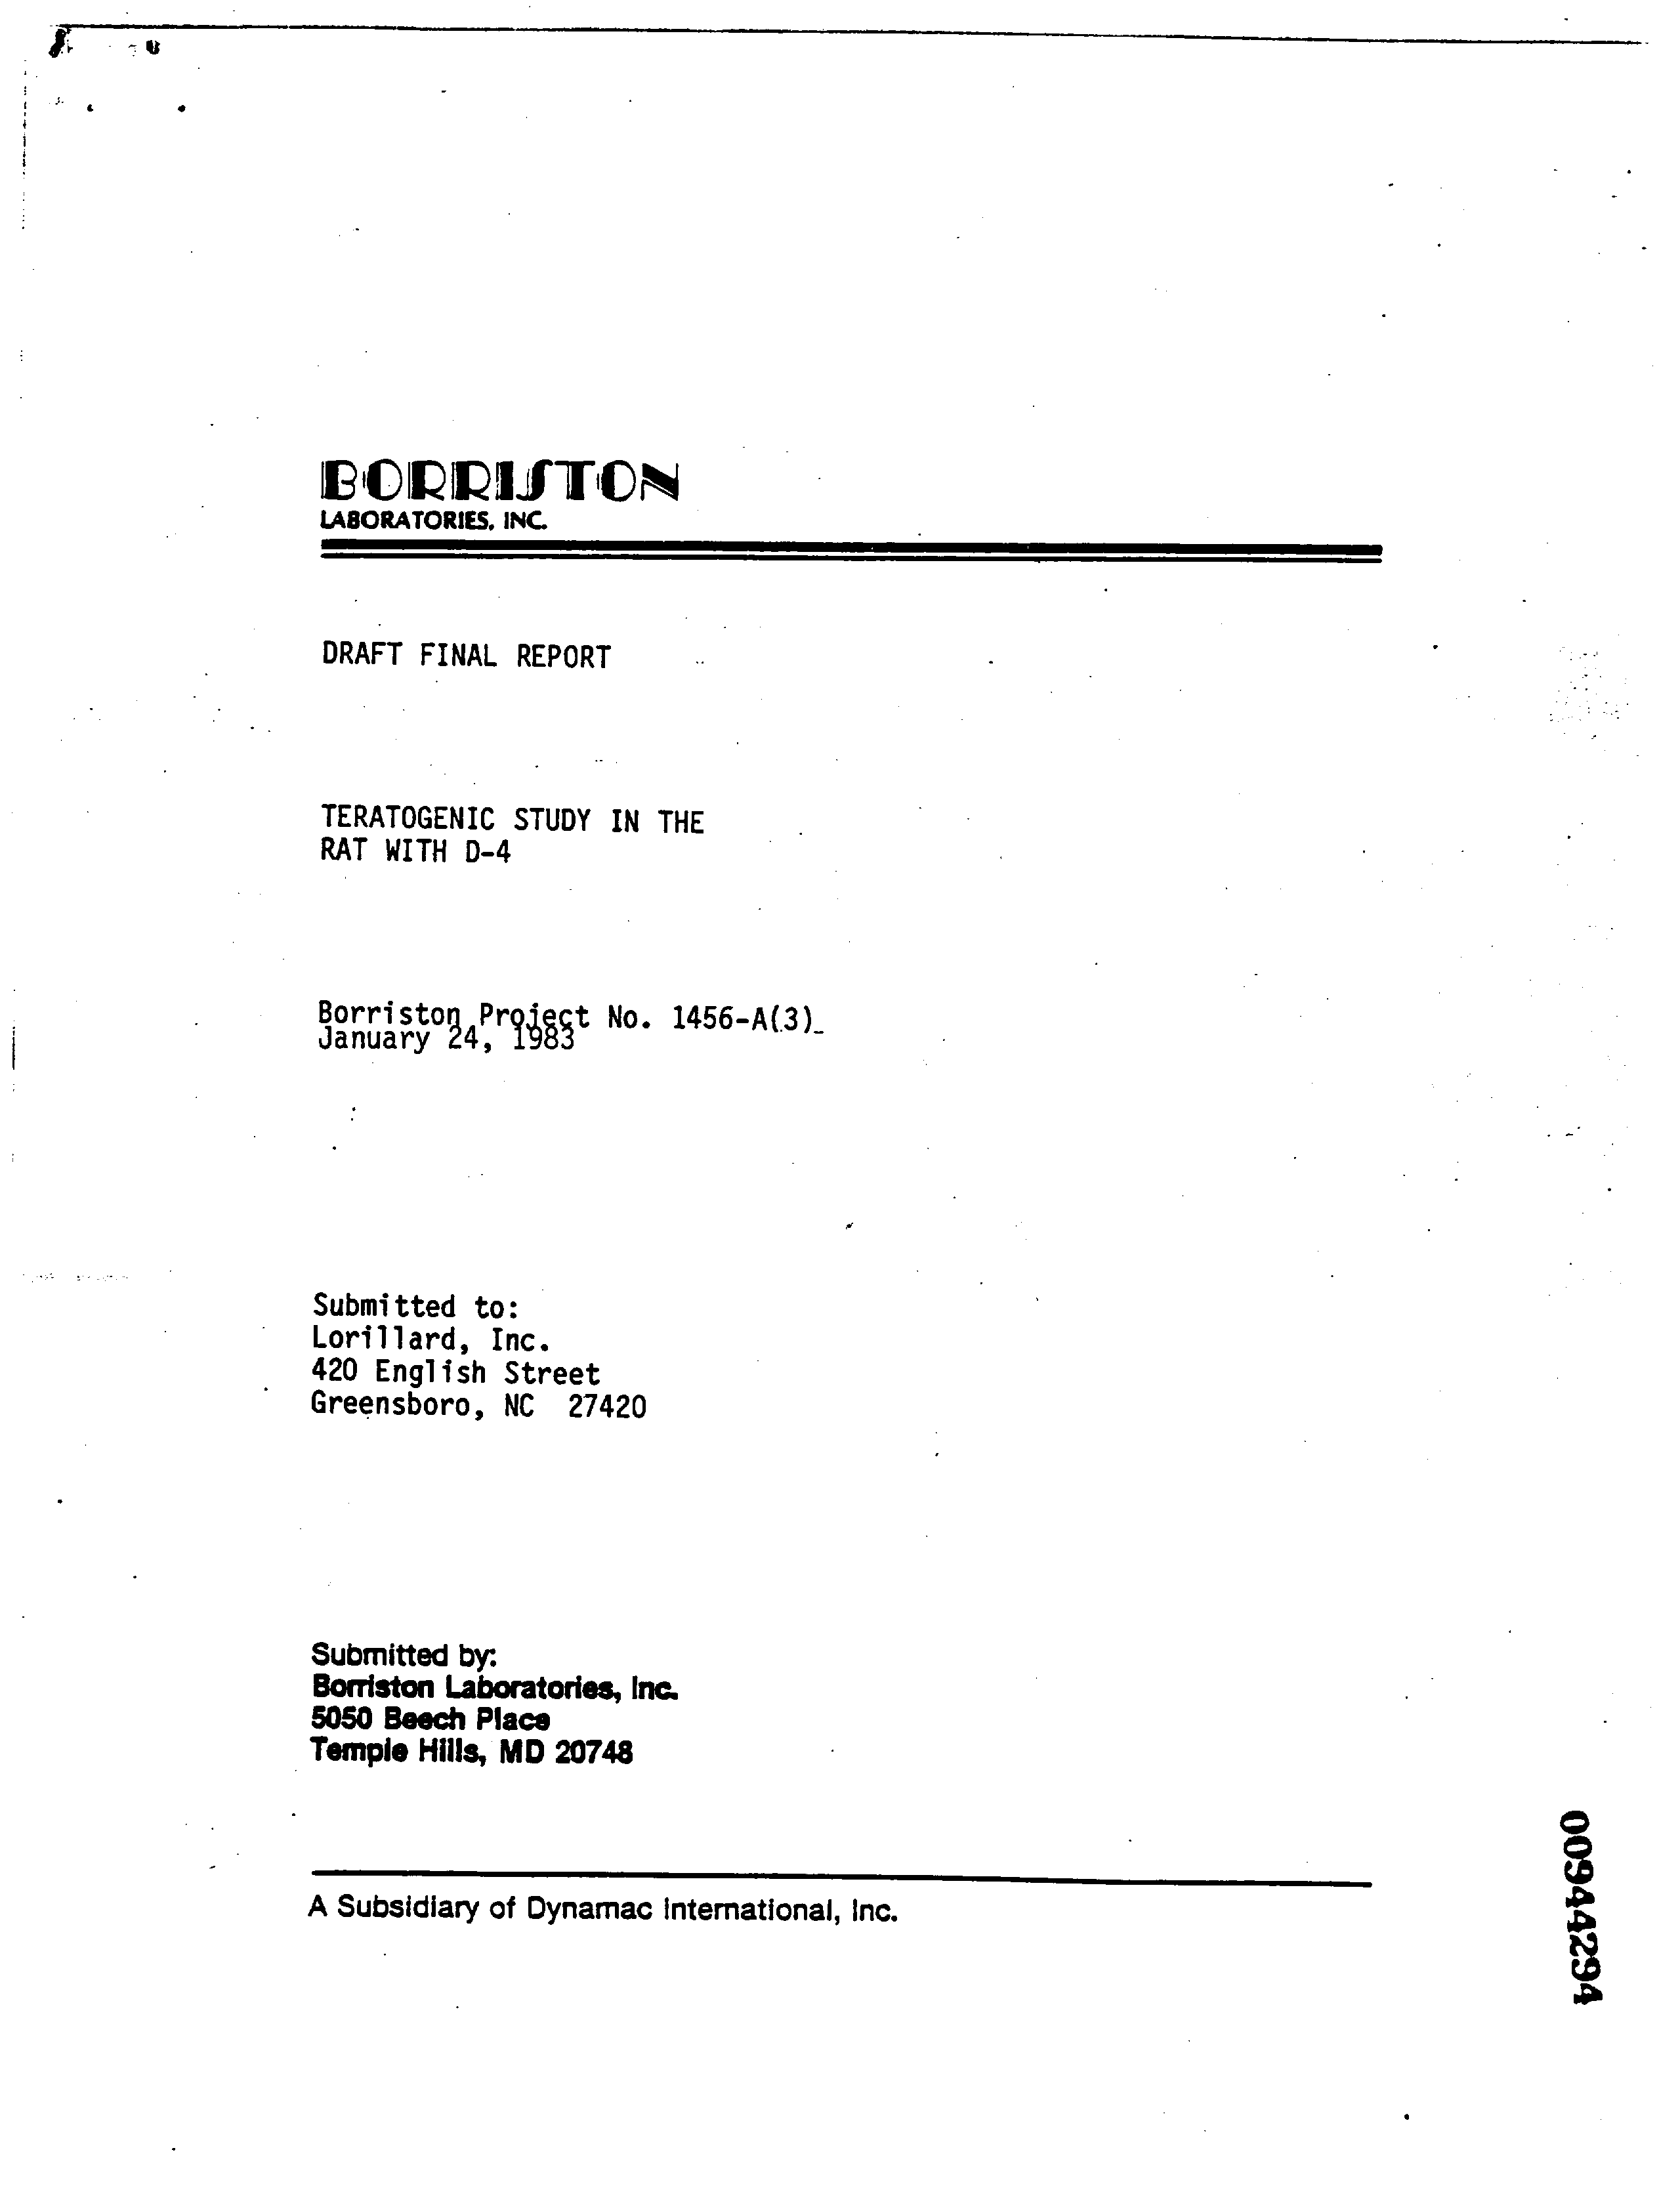 BORRISTON
LABORATORIES, INC.
DRAFT FINAL REPORT
TERATOGENIC STUDY IN THE
RAT WITH D-4
Borriston Project No. 1456-A(3)
January 24, 1983
Submitted to:
Lorillard, Inc.
420 English Street
Greensboro, NC 27420
Submitted by:
Borriston Laboratories, Inc.
5050 Beech Place
Temple Hills, MD 20748
A Subsidiary of Dynamac International, Inc.
00944294